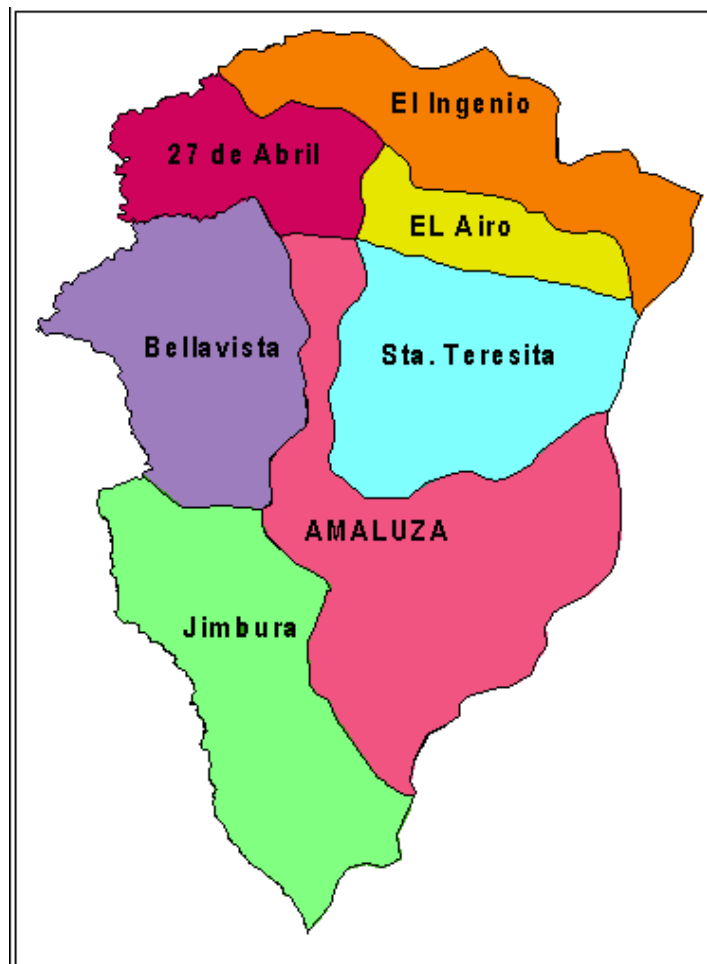 El Ingenio
27 de Abril
EL Airo
Bellavista
Sta. Teresita
AMALUZA
Jimbura